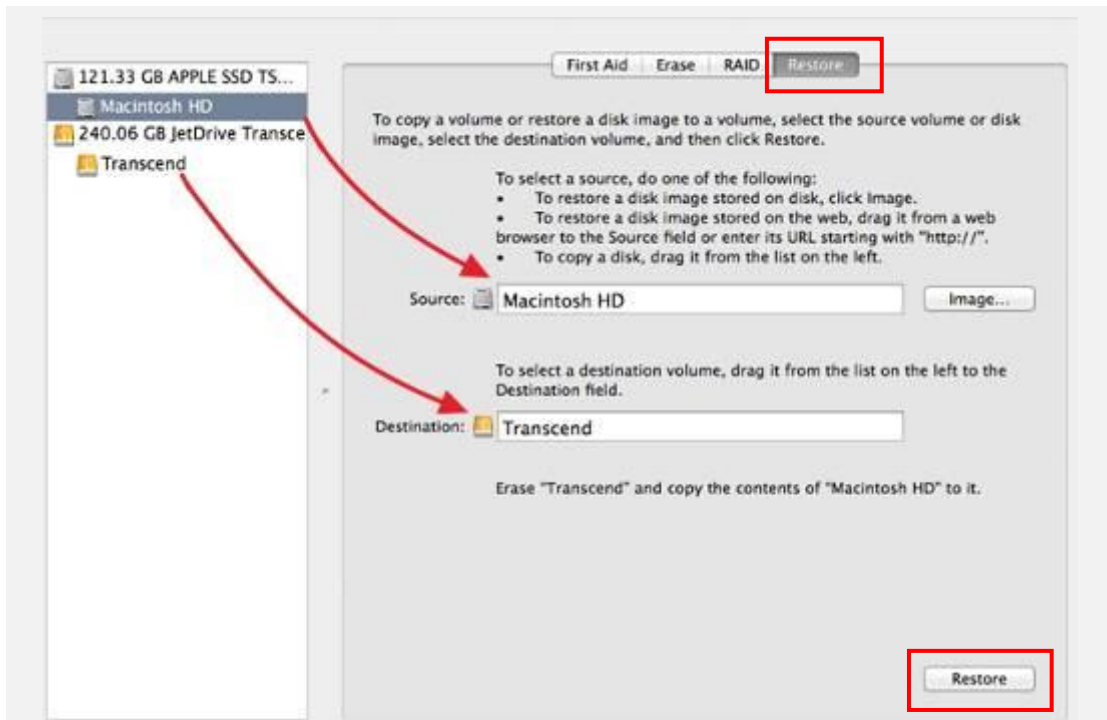 121.33 GB APPLE SSD TS...
Macintosh HD
240.06 GB JetDrive Transce
Transcend
First Aid
Erase
RAID
Restore
To copy a volume or restore a disk image to a volume, select the source volume or disk
image, select the destination volume, and then click Restore.
To select a source, do one of the following:
• To restore a disk image stored on disk, click Image.
• To restore a disk image stored on the web, drag it from a web
browser to the Source field or enter its URL starting with "http://".
• To copy a disk, drag it from the list on the left.
Source: Macintosh HD
Image...
To select a destination volume, drag it from the list on the left to the
Destination field.
Destination: Transcend
Erase "Transcend" and copy the contents of "Macintosh HD" to it.
Restore